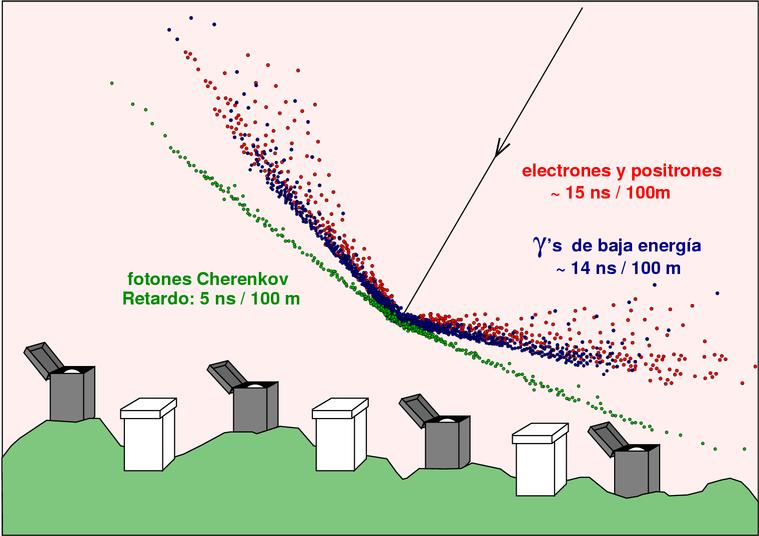 electrones y positrones
~ 15 ns / 100m
γ's de baja energía
~ 14 ns / 100 m
fotones Cherenkov
Retardo: 5 ns / 100 m